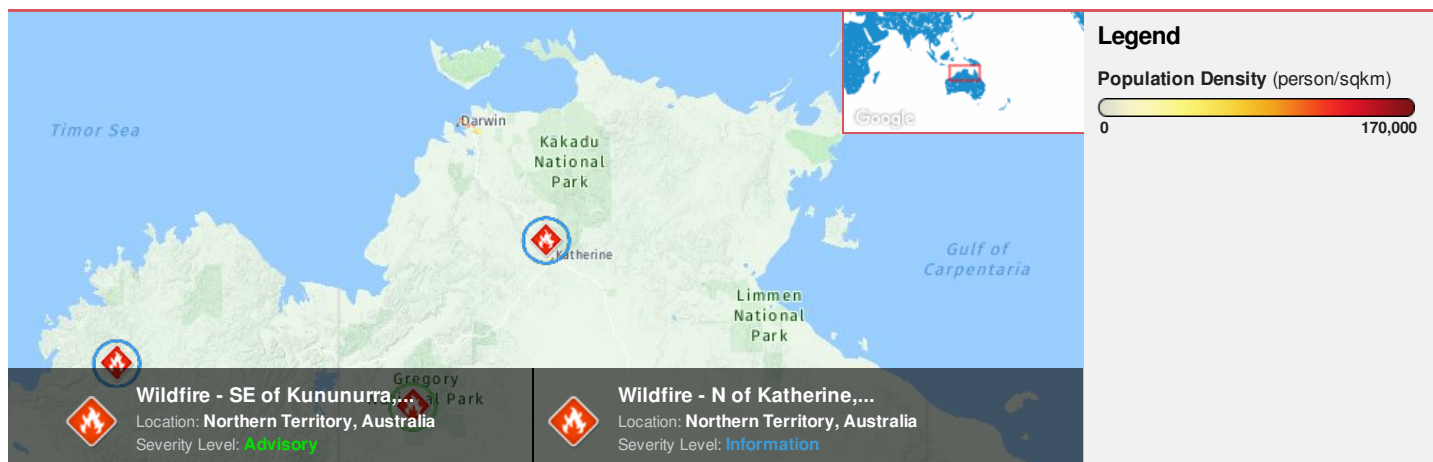 Timor Sea
Darwin
Kakadu
National
Park
Katherine
Gulf of
Carpentaria
Limmen
National
Park
Gregory
National Park
Google
Legend
Population Density (person/sqkm)
0 170,000
Wildfire - SE of Kununurra,...
Location: Northern Territory, Australia
Severity Level: Advisory
Wildfire - N of Katherine,...
Location: Northern Territory, Australia
Severity Level: Information